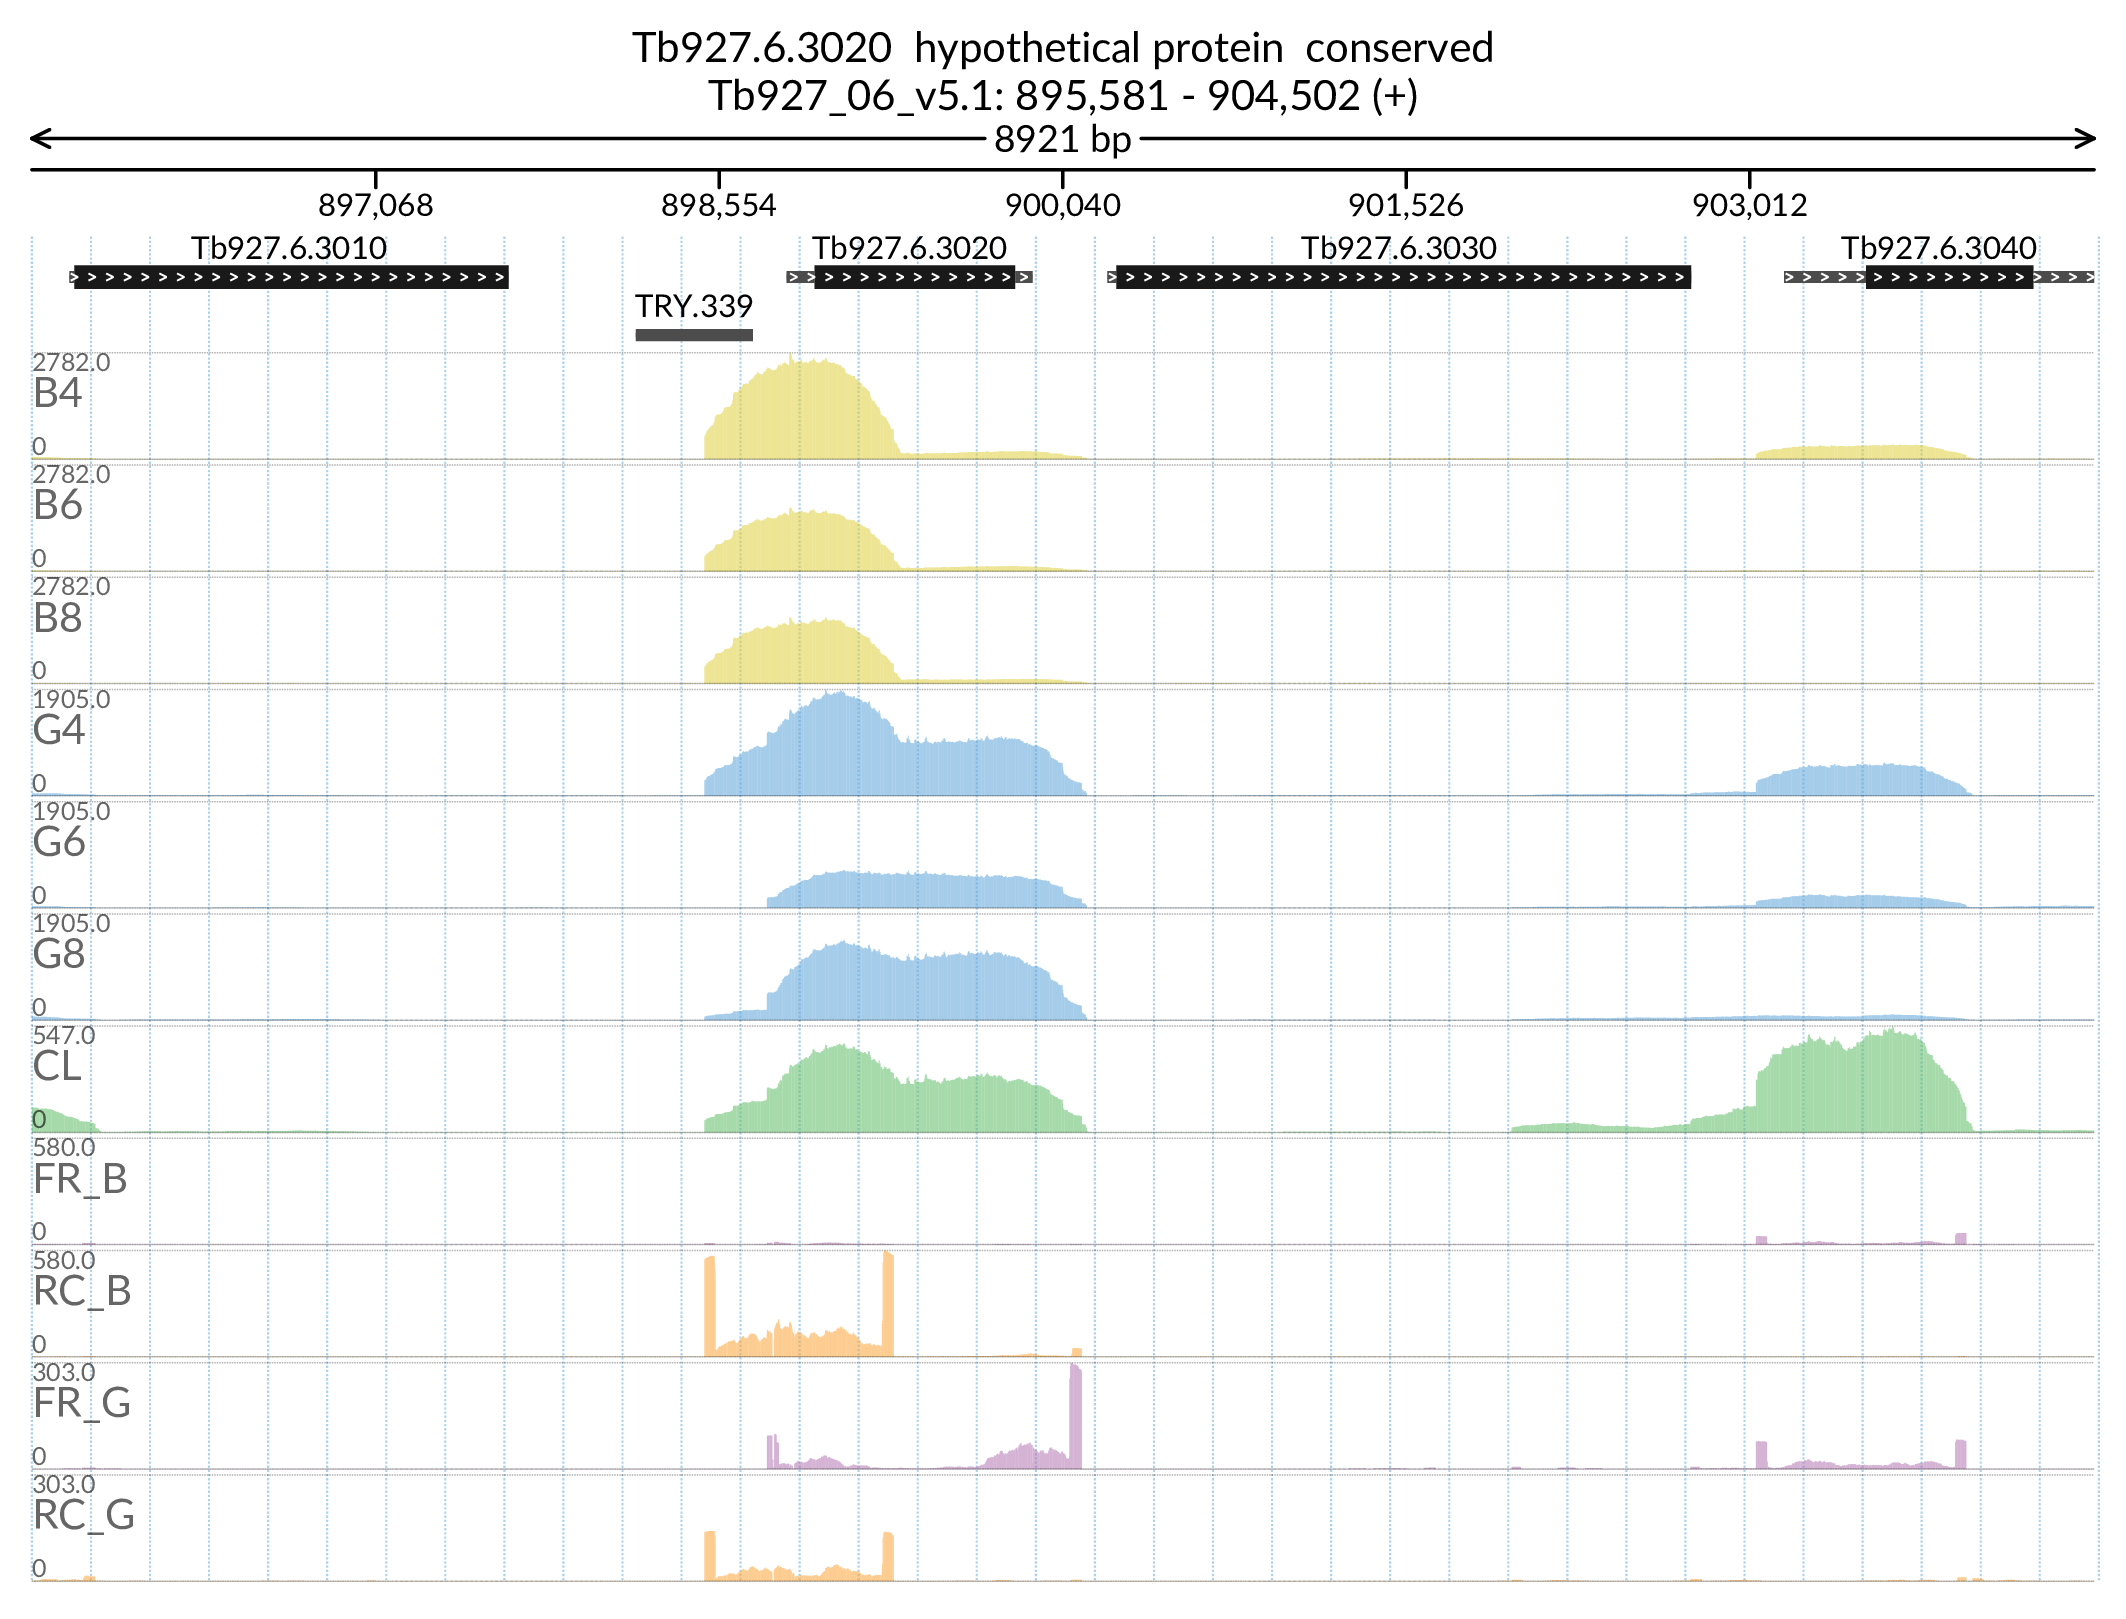 Tb927.6.3020  hypothetical protein  conserved
Tb927_06_v5.1: 895,581 - 904,502 (+)
8921 bp
897,068 898,554 900,040 901,526 903,012
Tb927.6.3010 Tb927.6.3020 Tb927.6.3030 Tb927.6.3040
TRY.339
2782.0
B4
0
2782.0
B6
0
2782.0
B8
0
1905.0
G4
0
1905.0
G6
0
1905.0
G8
0
547.0
CL
0
580.0
FR_B
0
580.0
RC_B
0
303.0
FR_G
0
303.0
RC_G
0